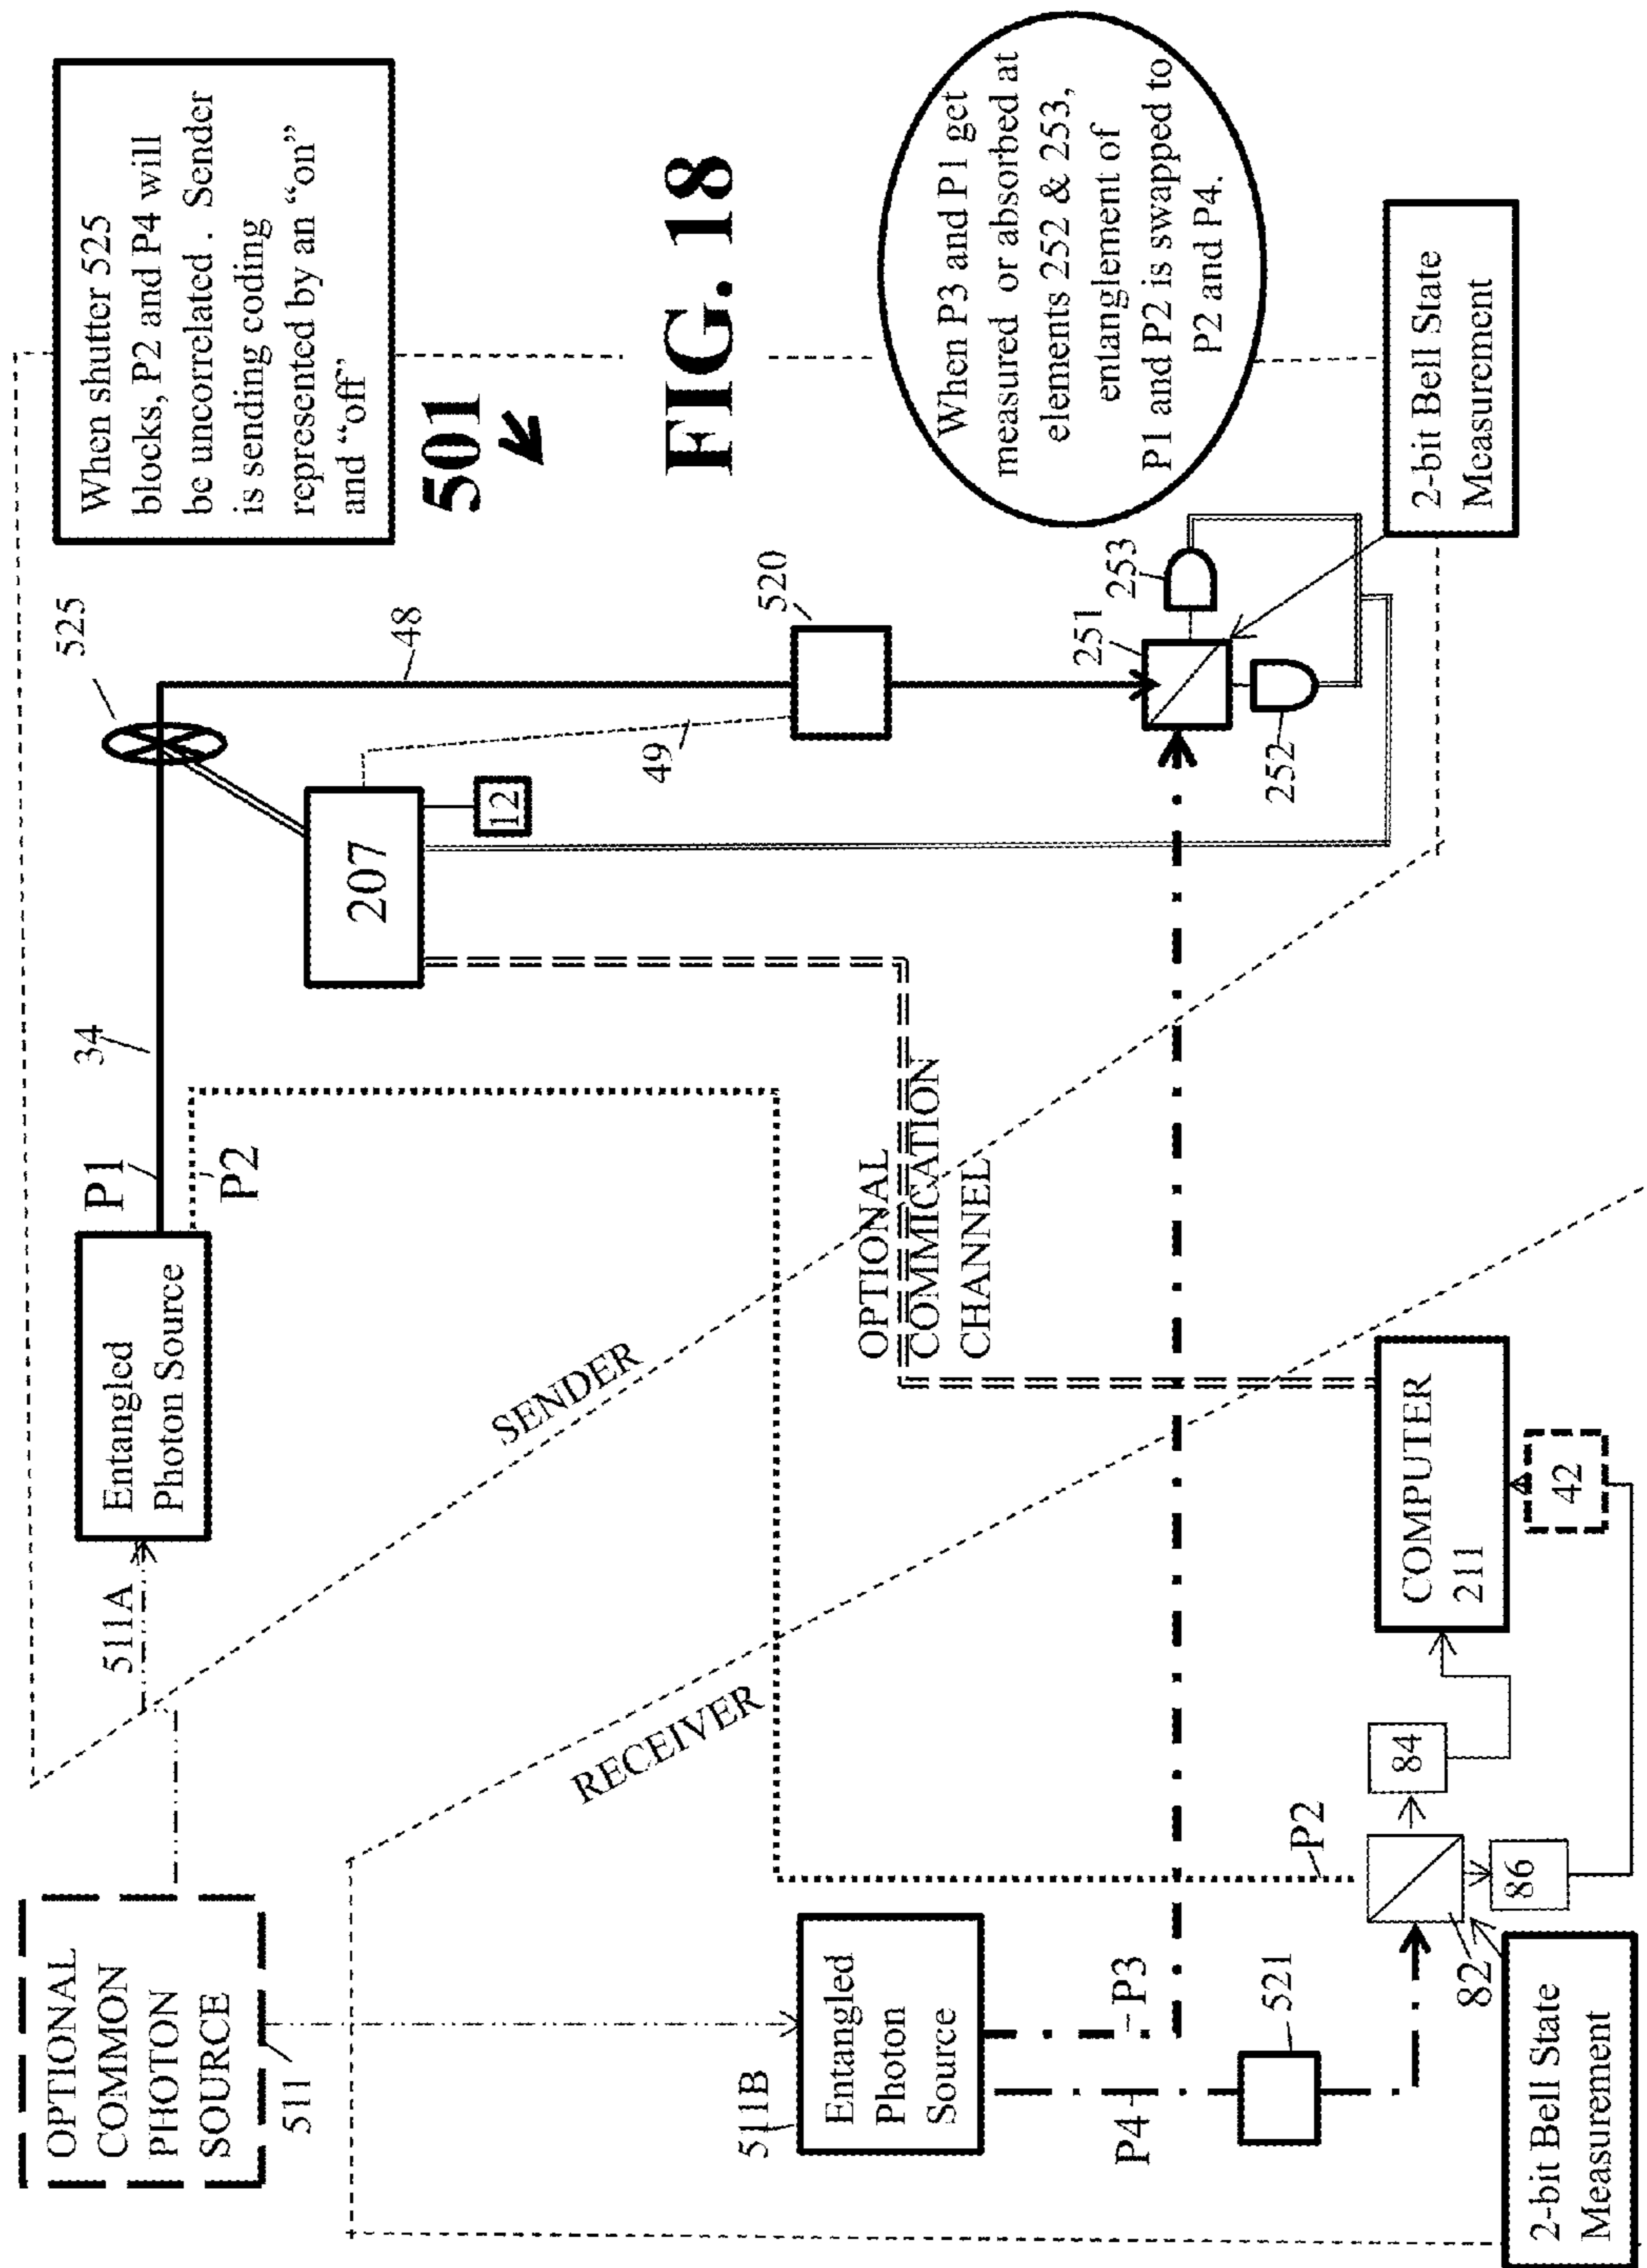 OPTIONAL
COMMON
PHOTON
SOURCE
511
511A
Entangled
Photon Source
P1
P2
34
525
When shutter 525
blocks, P2 and P4 will
be uncorrelated . Sender
is sending coding
represented by an “on”
and “off”
501
FIG. 18
207
12
48
49
520
SENDER
RECEIVER
511B
Entangled
Photon
Source
P4
P3
521
OPTIONAL
COMMICATION
CHANNEL
251
253
252
When P3 and P1 get
measured or absorbed at
elements 252 & 253,
entanglement of
P1 and P2 is swapped to
P2 and P4.
2-bit Bell State
Measurement
P2
82
84
86
COMPUTER
211
42
2-bit Bell State
Measurement